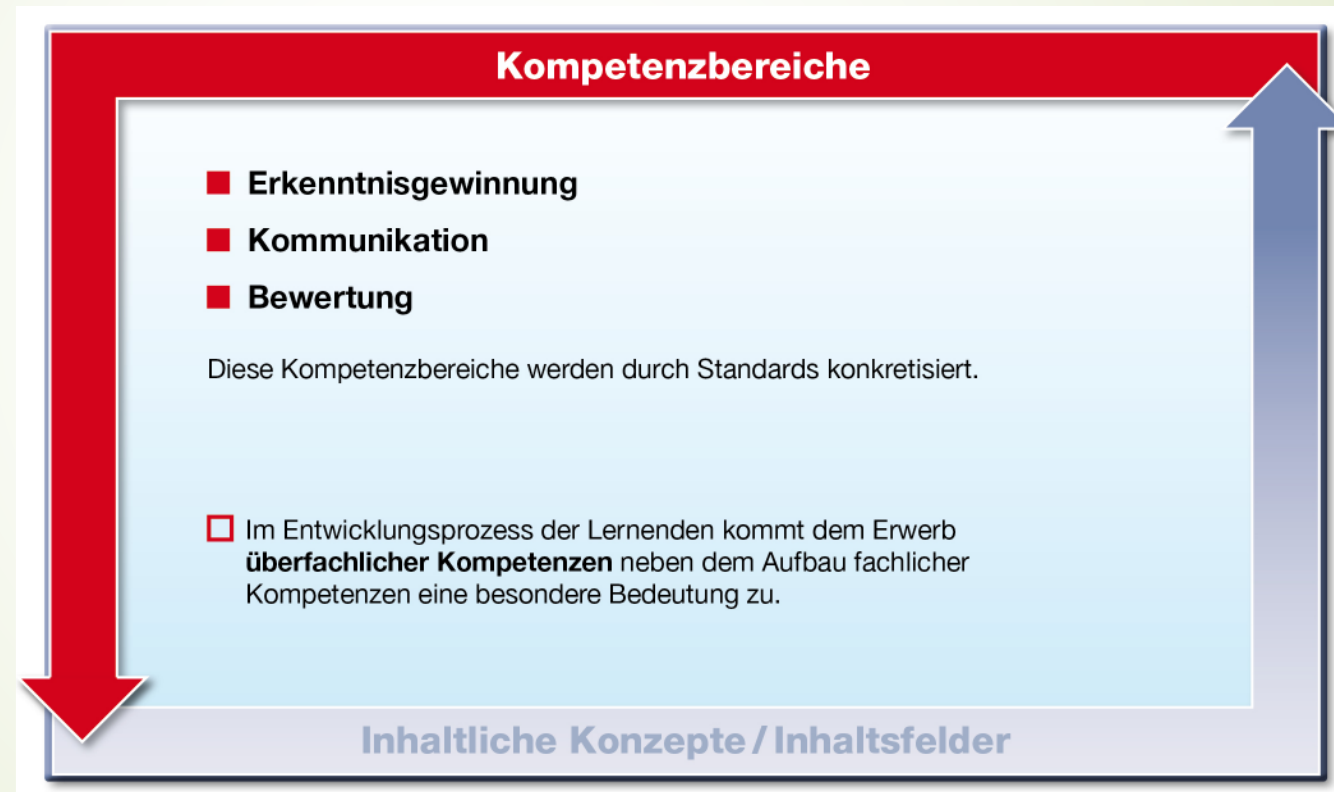 Kompetenzbereiche
Erkenntnisgewinnung
Kommunikation
Bewertung
Diese Kompetenzbereiche werden durch Standards konkretisiert.
Im Entwicklungsprozess der Lernenden kommt dem Erwerb
überfachlicher Kompetenzen neben dem Aufbau fachlicher
Kompetenzen eine besondere Bedeutung zu.
Inhaltliche Konzepte / Inhaltsfelder